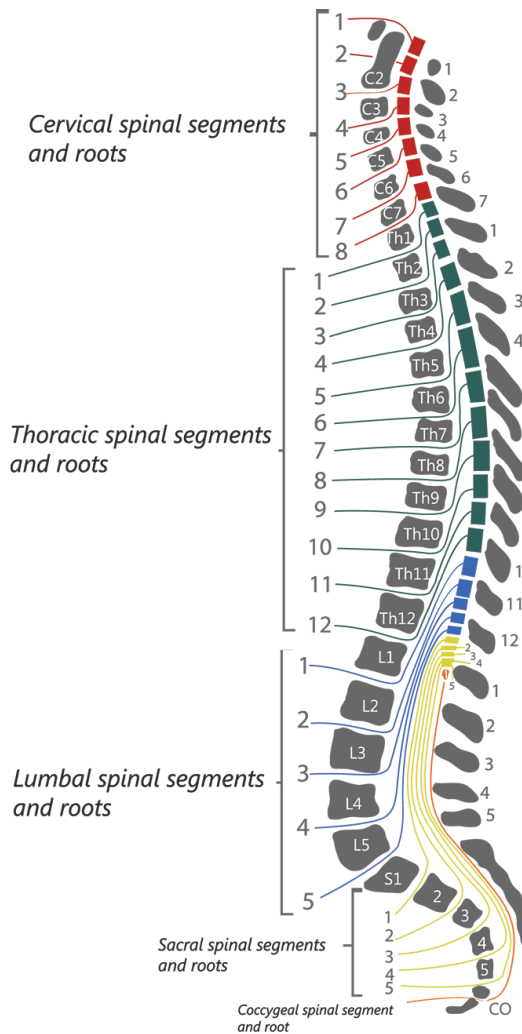 1
2
3
4
5
6
7
8
Cervical spinal segments
and roots
C2
C3
C4
C5
C6
C7
1
2
3
4
5
6
7
1
2
3
4
5
6
7
8
9
10
11
12
Thoracic spinal segments
and roots
Th1
Th2
Th3
Th4
Th5
Th6
Th7
Th8
Th9
Th10
Th11
Th12
1
2
3
4
1
11
12
1
2
3
4
5
Lumbal spinal segments
and roots
L1
L2
L3
L4
L5
2
3
4
5
1
2
3
4
5
S1
2
3
4
5
1
2
3
4
5
Sacral spinal segments
and roots
Coccygeal spinal segment
and root
CO